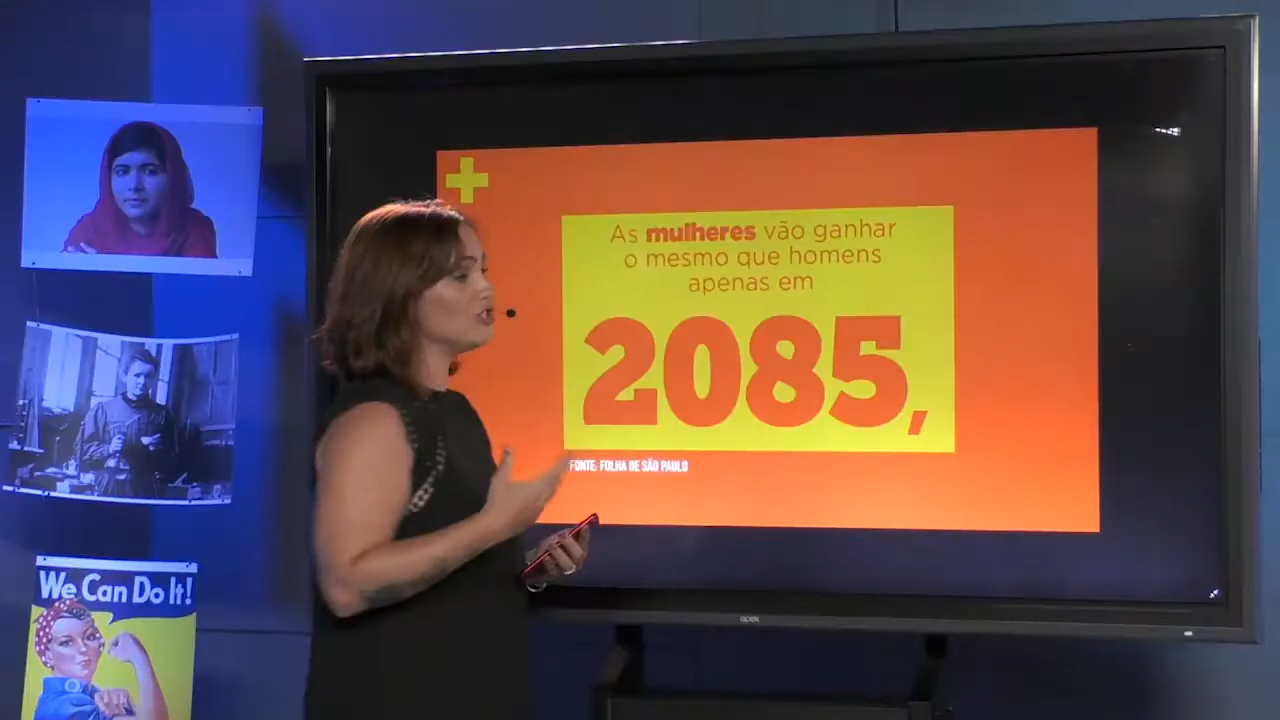 As mulheres vão ganhar
o mesmo que homens
apenas em
2085,
FONTE: FOLHA DE SÃO PAULO
We Can Do It!
apex